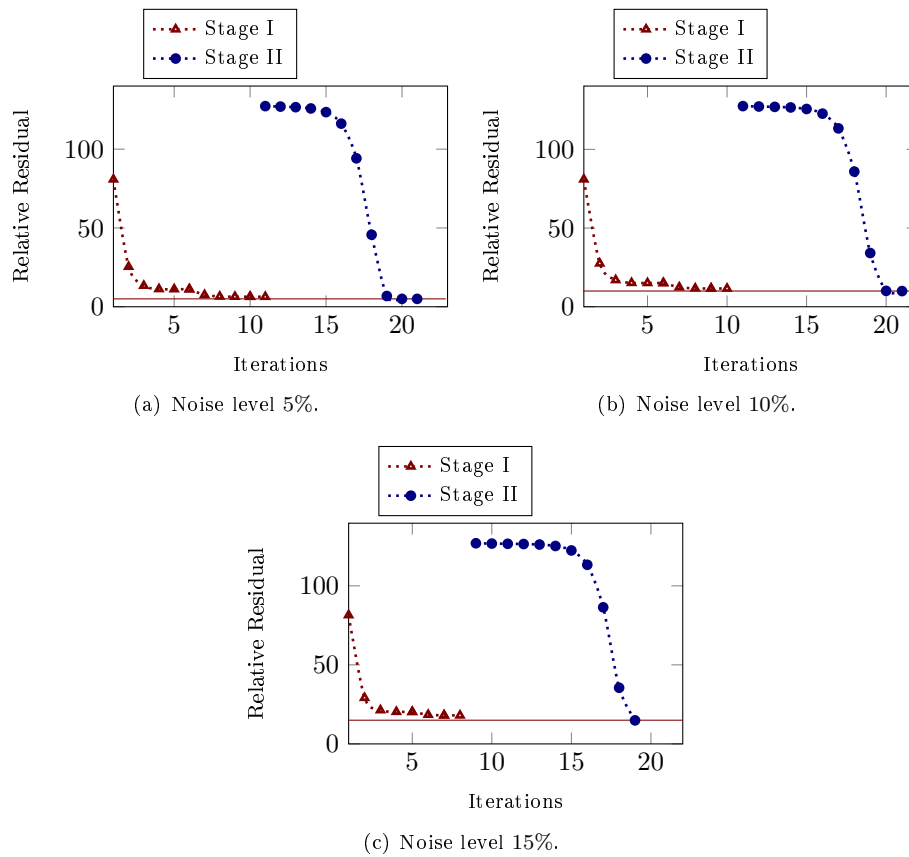 Stage I
Stage II
Relative Residual
100
50
0
5
10
15
20
Iterations
(a) Noise level 5%.
Stage I
Stage II
Relative Residual
100
50
0
5
10
15
20
Iterations
(b) Noise level 10%.
Stage I
Stage II
Relative Residual
100
50
0
5
10
15
20
Iterations
(c) Noise level 15%.